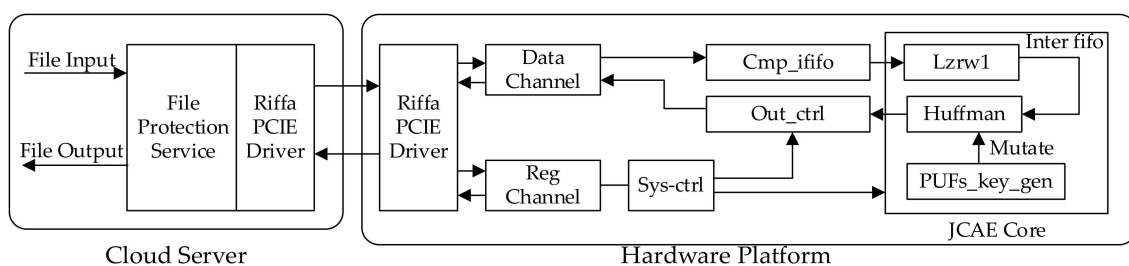 File Input
File Output
File
Protection
Service
Riffa
PCIE
Driver
Cloud Server
Riffa
PCIE
Driver
Data
Channel
Reg
Channel
Sys-ctrl
Cmp_ififo
Out_ctrl
Inter fifo
Lzrw1
Huffman
Mutate
PUFs_key_gen
JCAE Core
Hardware Platform